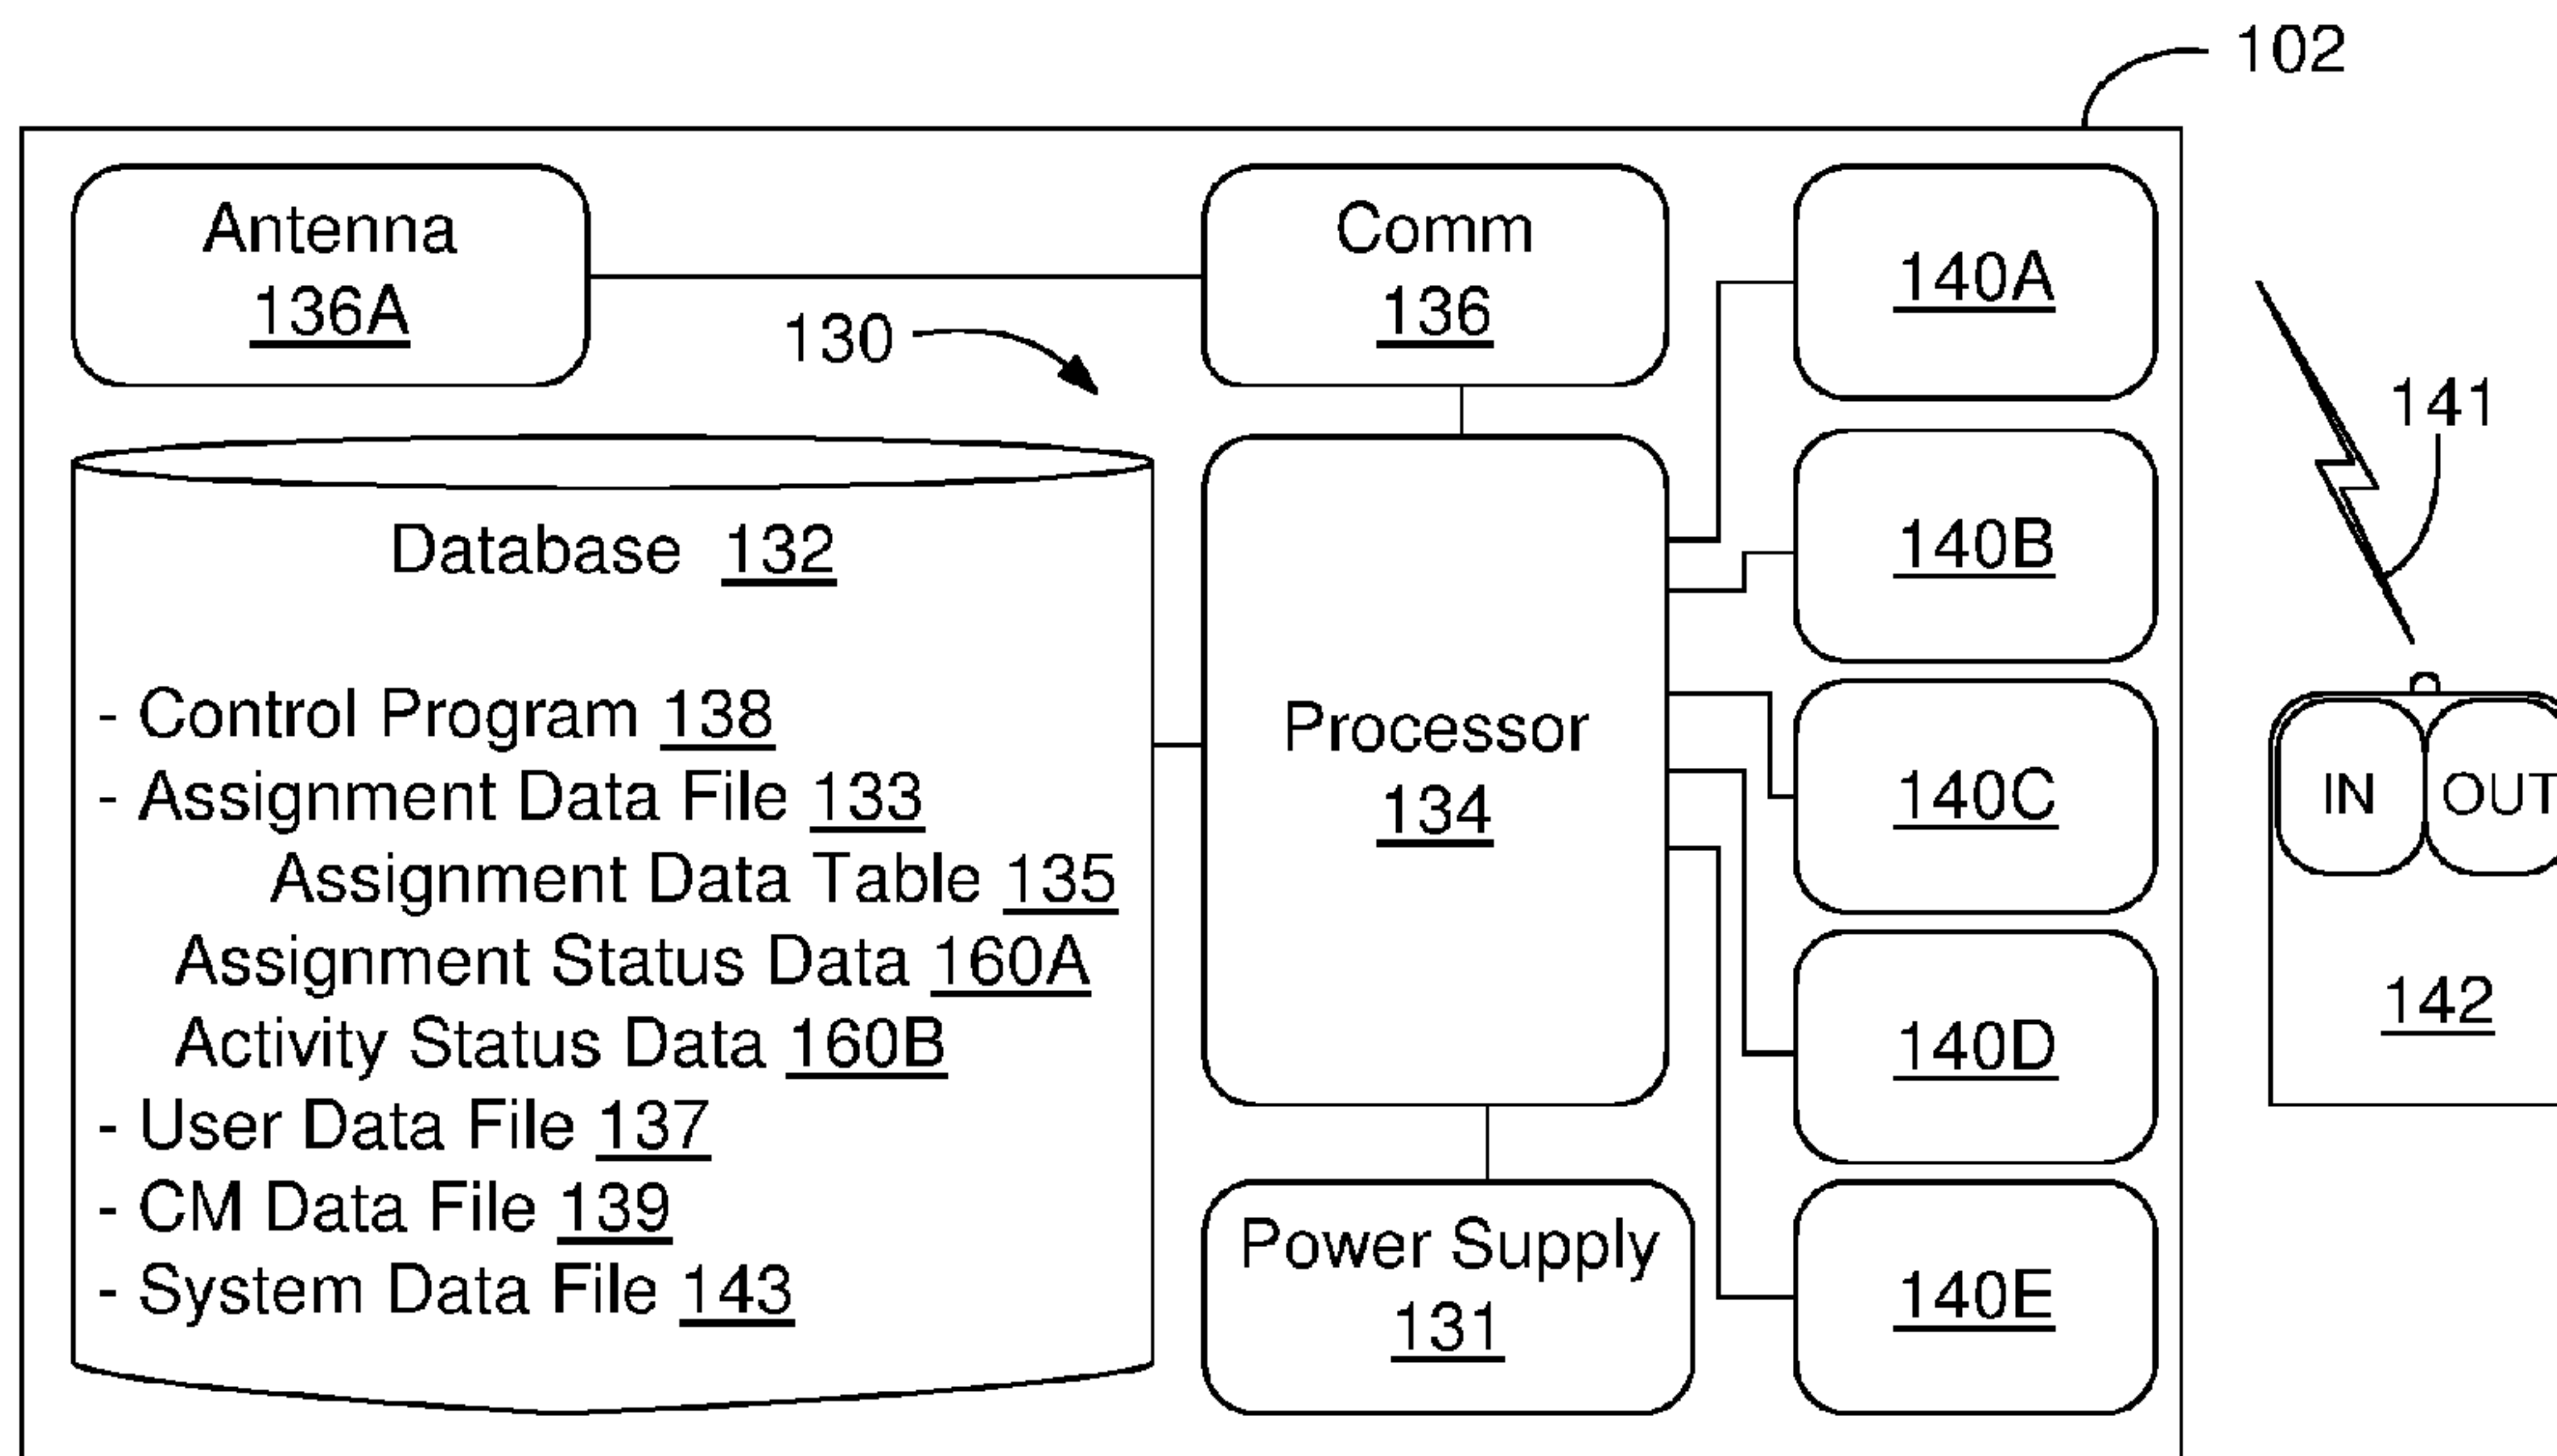 102
Antenna
136A
Comm
136
140A
130
141
Database 132
140B
- Control Program 138
- Assignment Data File 133
Assignment Data Table 135
Assignment Status Data 160A
Activity Status Data 160B
- User Data File 137
- CM Data File 139
- System Data File 143
Processor
134
140C
IN
OUT
142
140D
Power Supply
131
140E